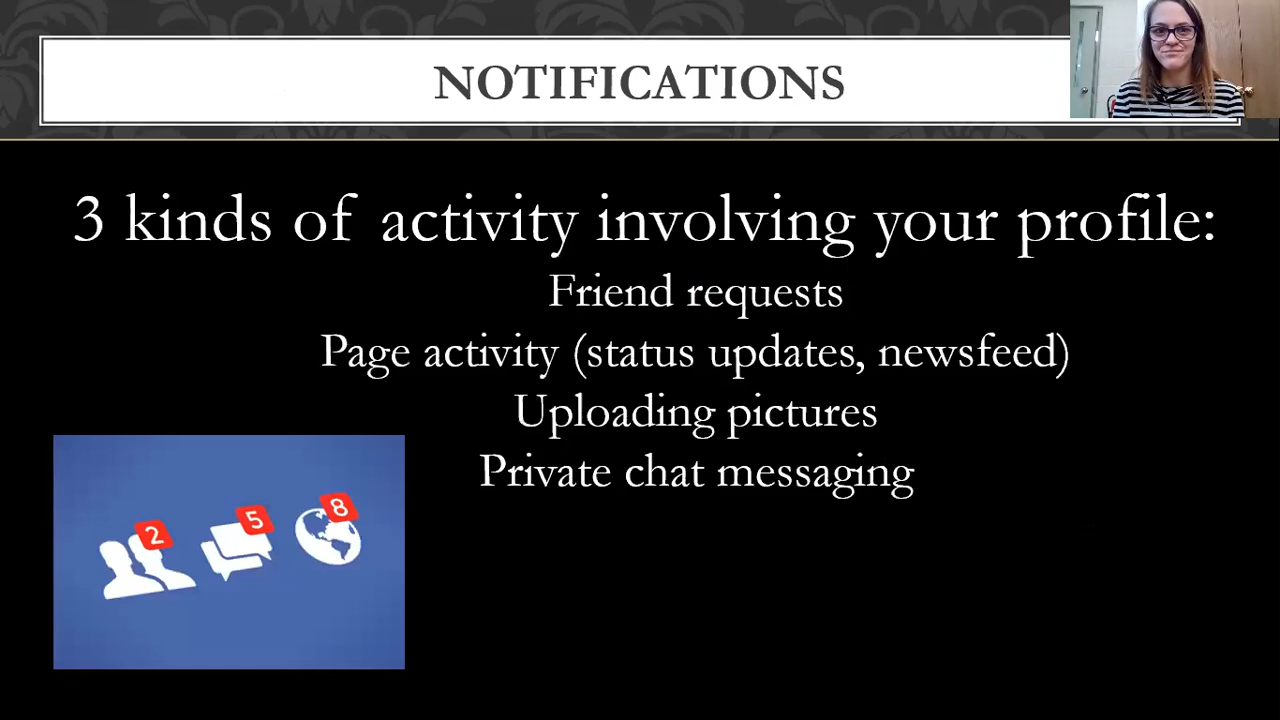 NOTIFICATIONS
3 kinds of activity involving your profile:
Friend requests
Page activity (status updates, newsfeed)
Uploading pictures
Private chat messaging
2
5
8